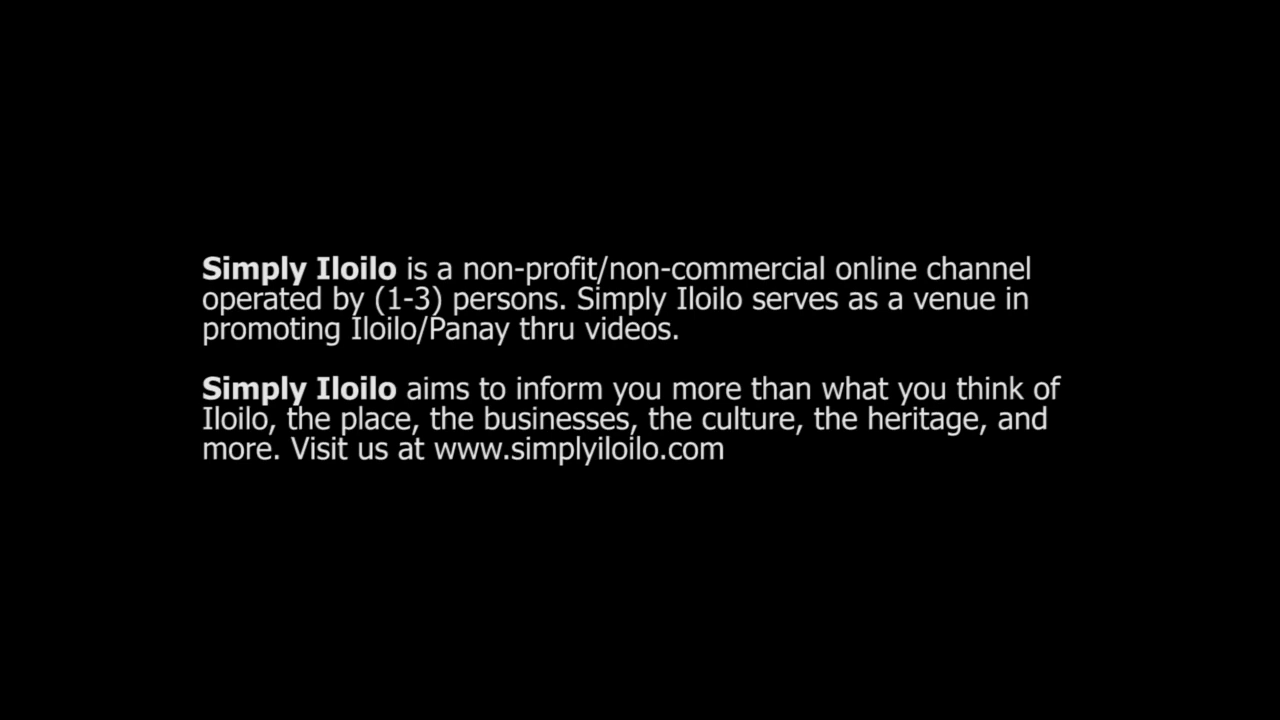 Simply Iloilo is a non-profit/non-commercial online channel
operated by (1-3) persons. Simply Iloilo serves as a venue in
promoting Iloilo/Panay thru videos.
Simply Iloilo aims to inform you more than what you think of
Iloilo, the place, the businesses, the culture, the heritage, and
more. Visit us at www.simplyiloilo.com